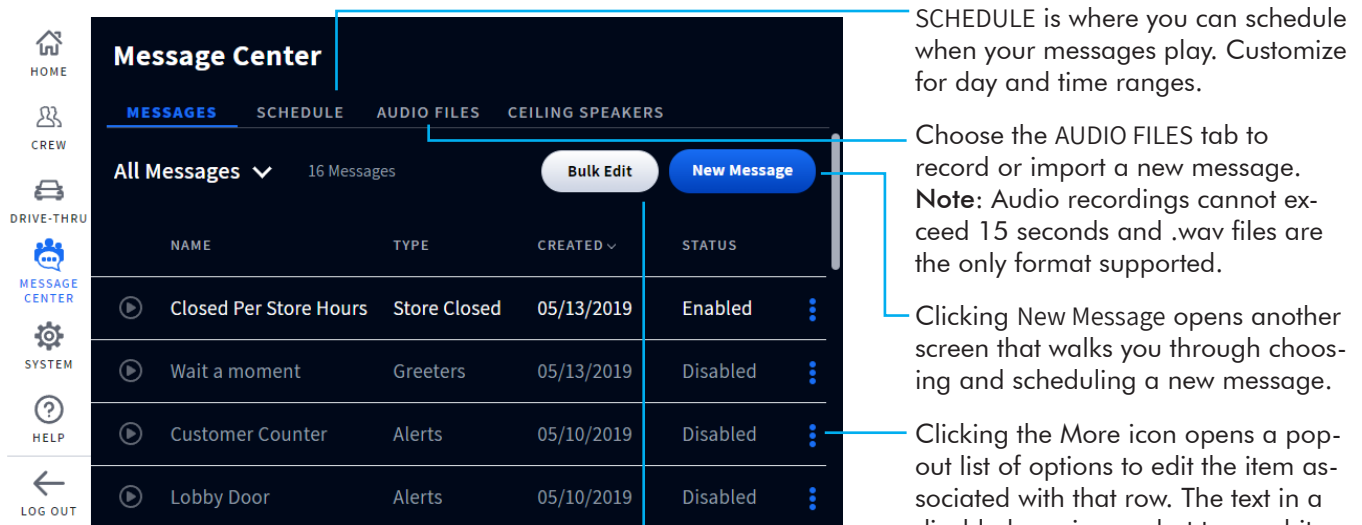 HOME
CREW
DRIVE-THRU
MESSAGE
CENTER
SYSTEM
HELP
LOG OUT
Message Center
MESSAGES SCHEDULE AUDIO FILES CEILING SPEAKERS
All Messages 16 Messages Bulk Edit New Message
NAME TYPE CREATED STATUS
Closed Per Store Hours Store Closed 05/13/2019 Enabled
Wait a moment Greeters 05/13/2019 Disabled
Customer Counter Alerts 05/10/2019 Disabled
Lobby Door Alerts 05/10/2019 Disabled
SCHEDULE is where you can schedule
when your messages play. Customize
for day and time ranges.
Choose the AUDIO FILES tab to
record or import a new message.
Note: Audio recordings cannot ex-
ceed 15 seconds and .wav files are
the only format supported.
Clicking New Message opens another
screen that walks you through choos-
ing and scheduling a new message.
Clicking the More icon opens a pop-
out list of options to edit the item as-
sociated with that row. The text in a